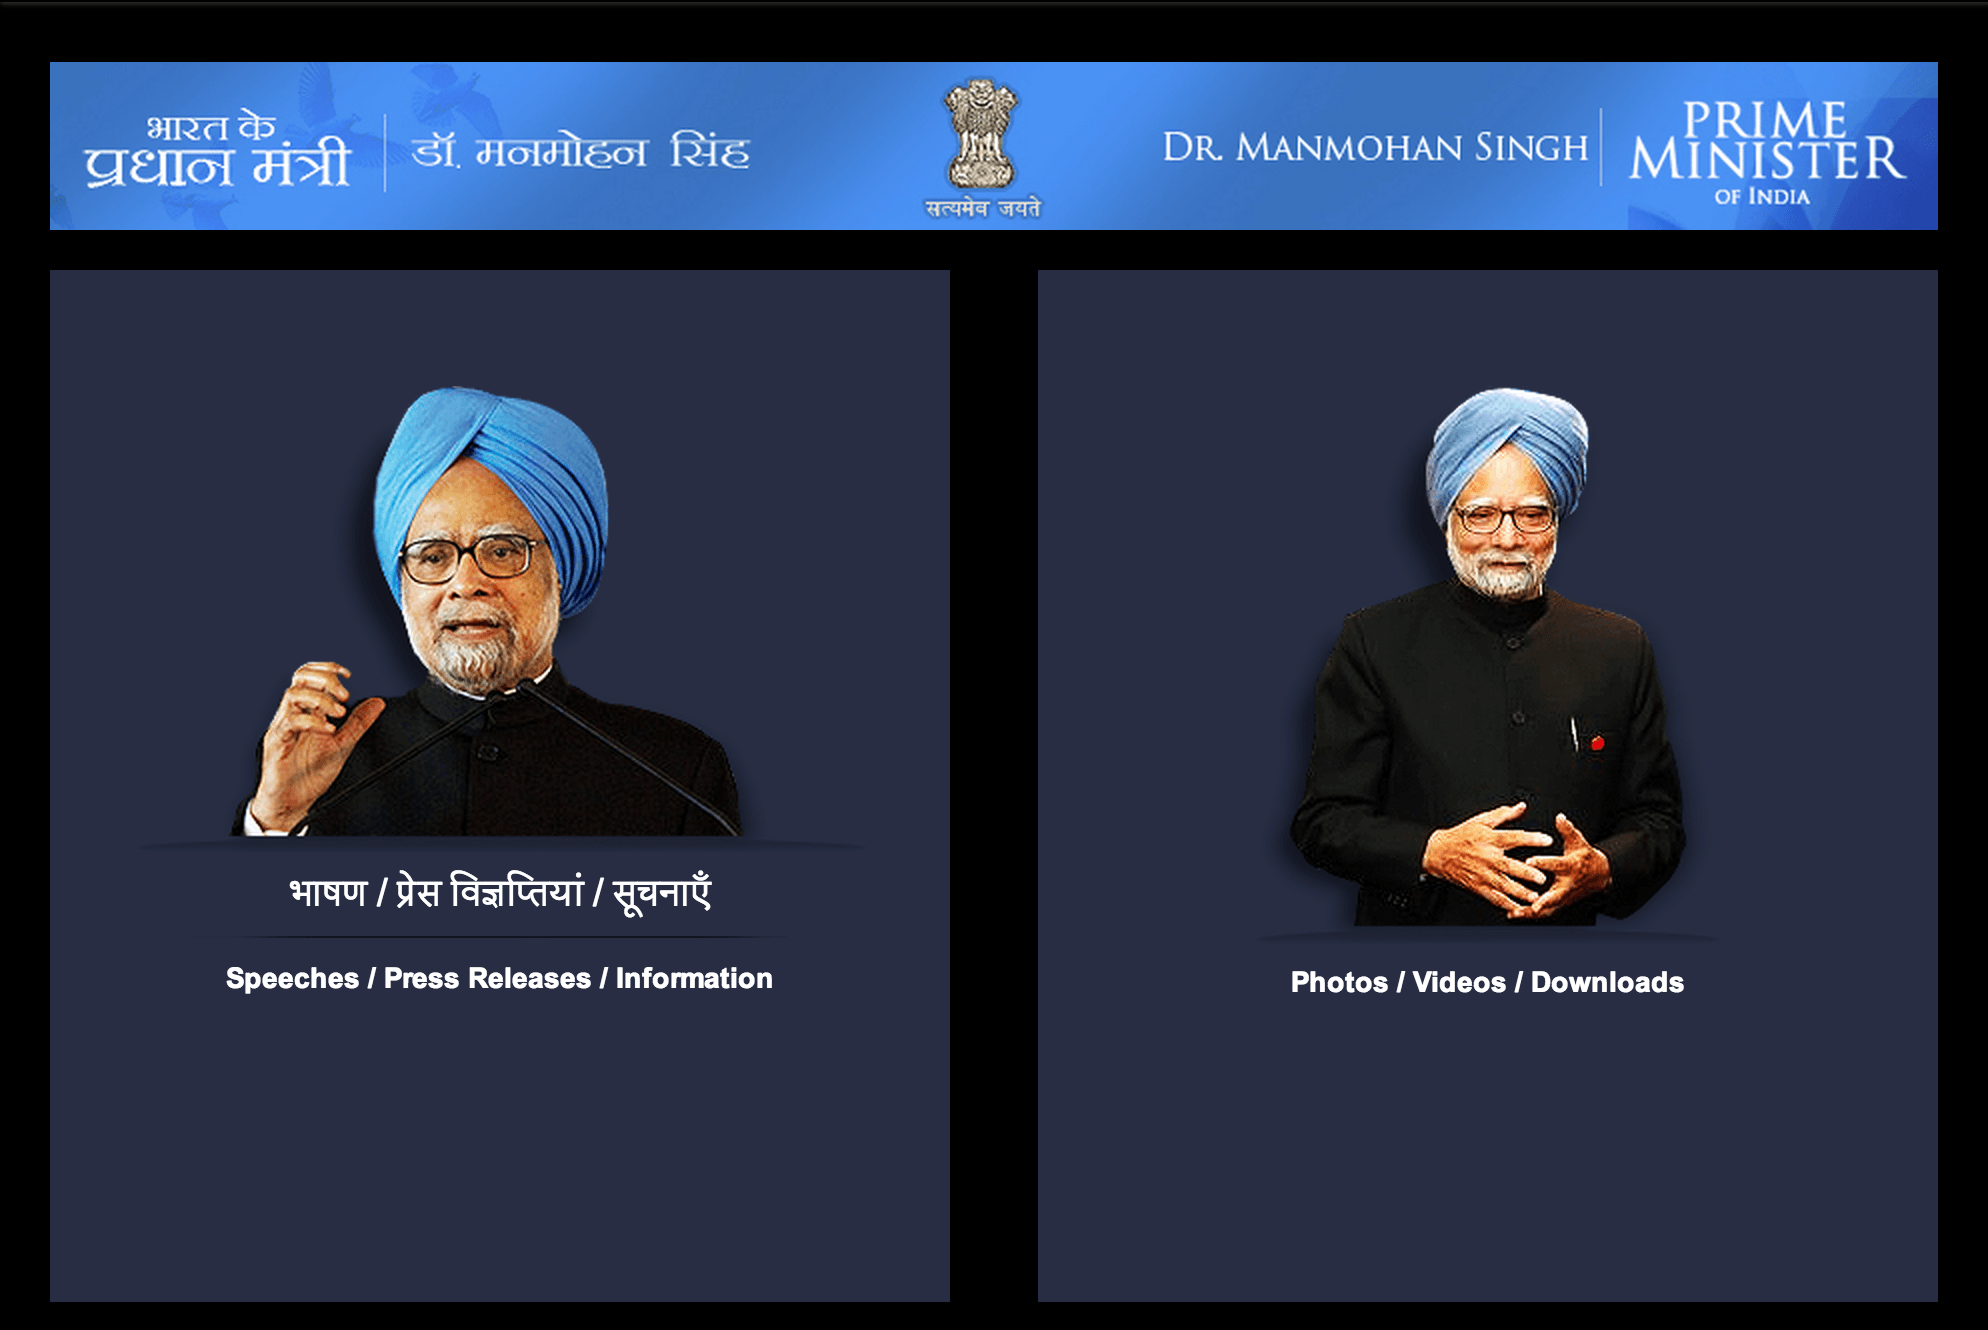 भारत के
प्रधान मंत्री
डॉ. मनमोहन सिंह
सत्यमेव जयते
DR. MANMOHAN SINGH
PRIME
MINISTER
OF INDIA
भाषण / प्रेस विज्ञप्तियां / सूचनाएँ
Speeches / Press Releases / Information
Photos / Videos / Downloads